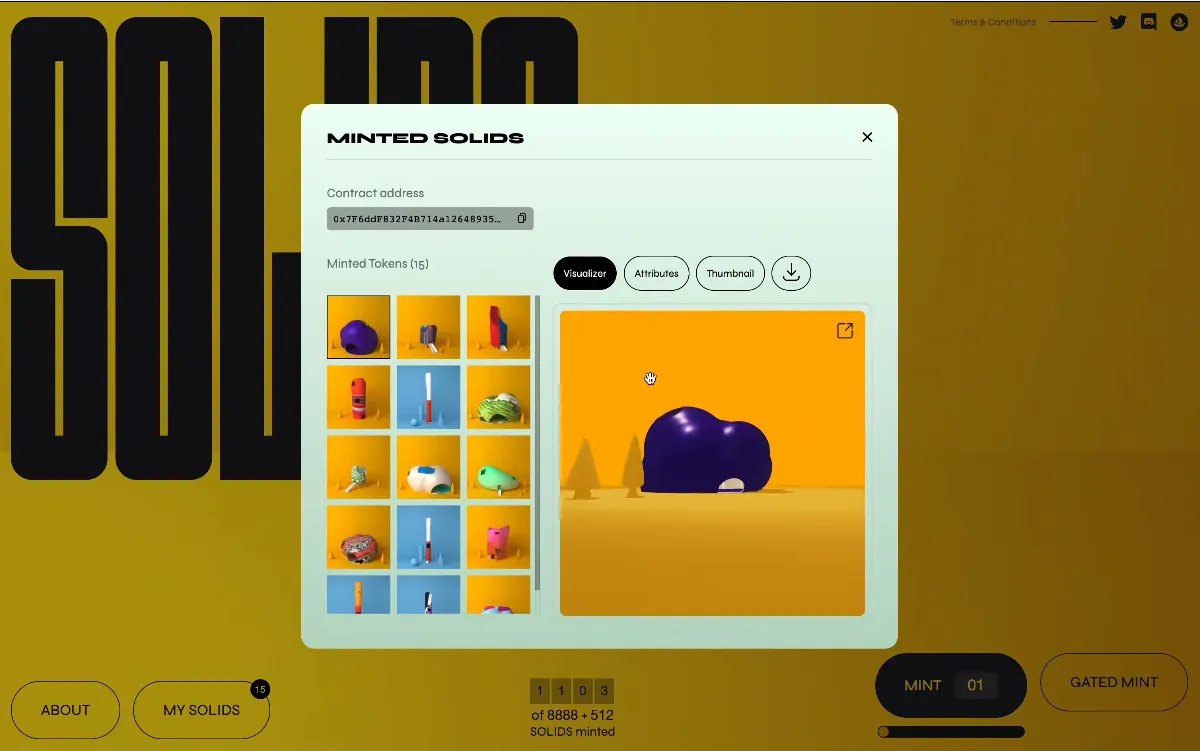 SOLIDS
Terms & Conditions
MINTED SOLIDS
Contract address
0x7F6ddF832F4B714a12648935…
Minted Tokens (15)
Visualizer
Attributes
Thumbnail
ABOUT
MY SOLIDS
15
1 1 0 3
of 8888 + 512
SOLIDS minted
MINT 01
GATED MINT